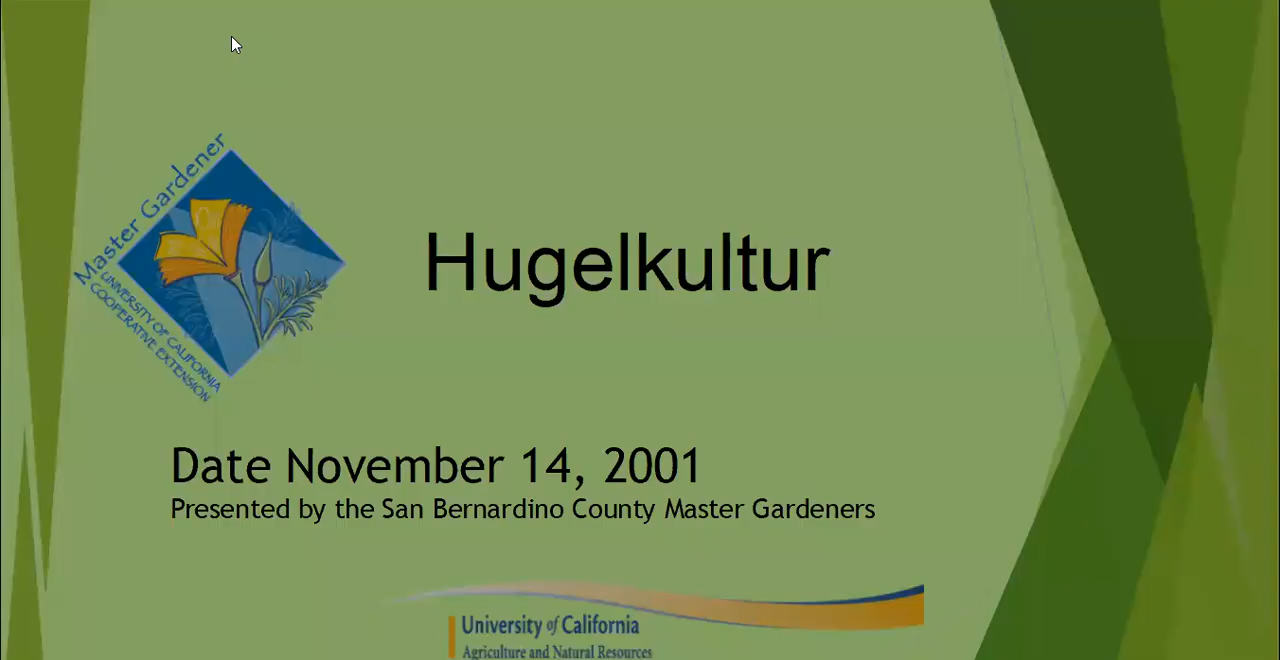 Master Gardener
UNIVERSITY OF CALIFORNIA
COOPERATIVE EXTENSION
Hugelkultur
Date November 14, 2001
Presented by the San Bernardino County Master Gardeners
University of California
Agriculture and Natural Resources